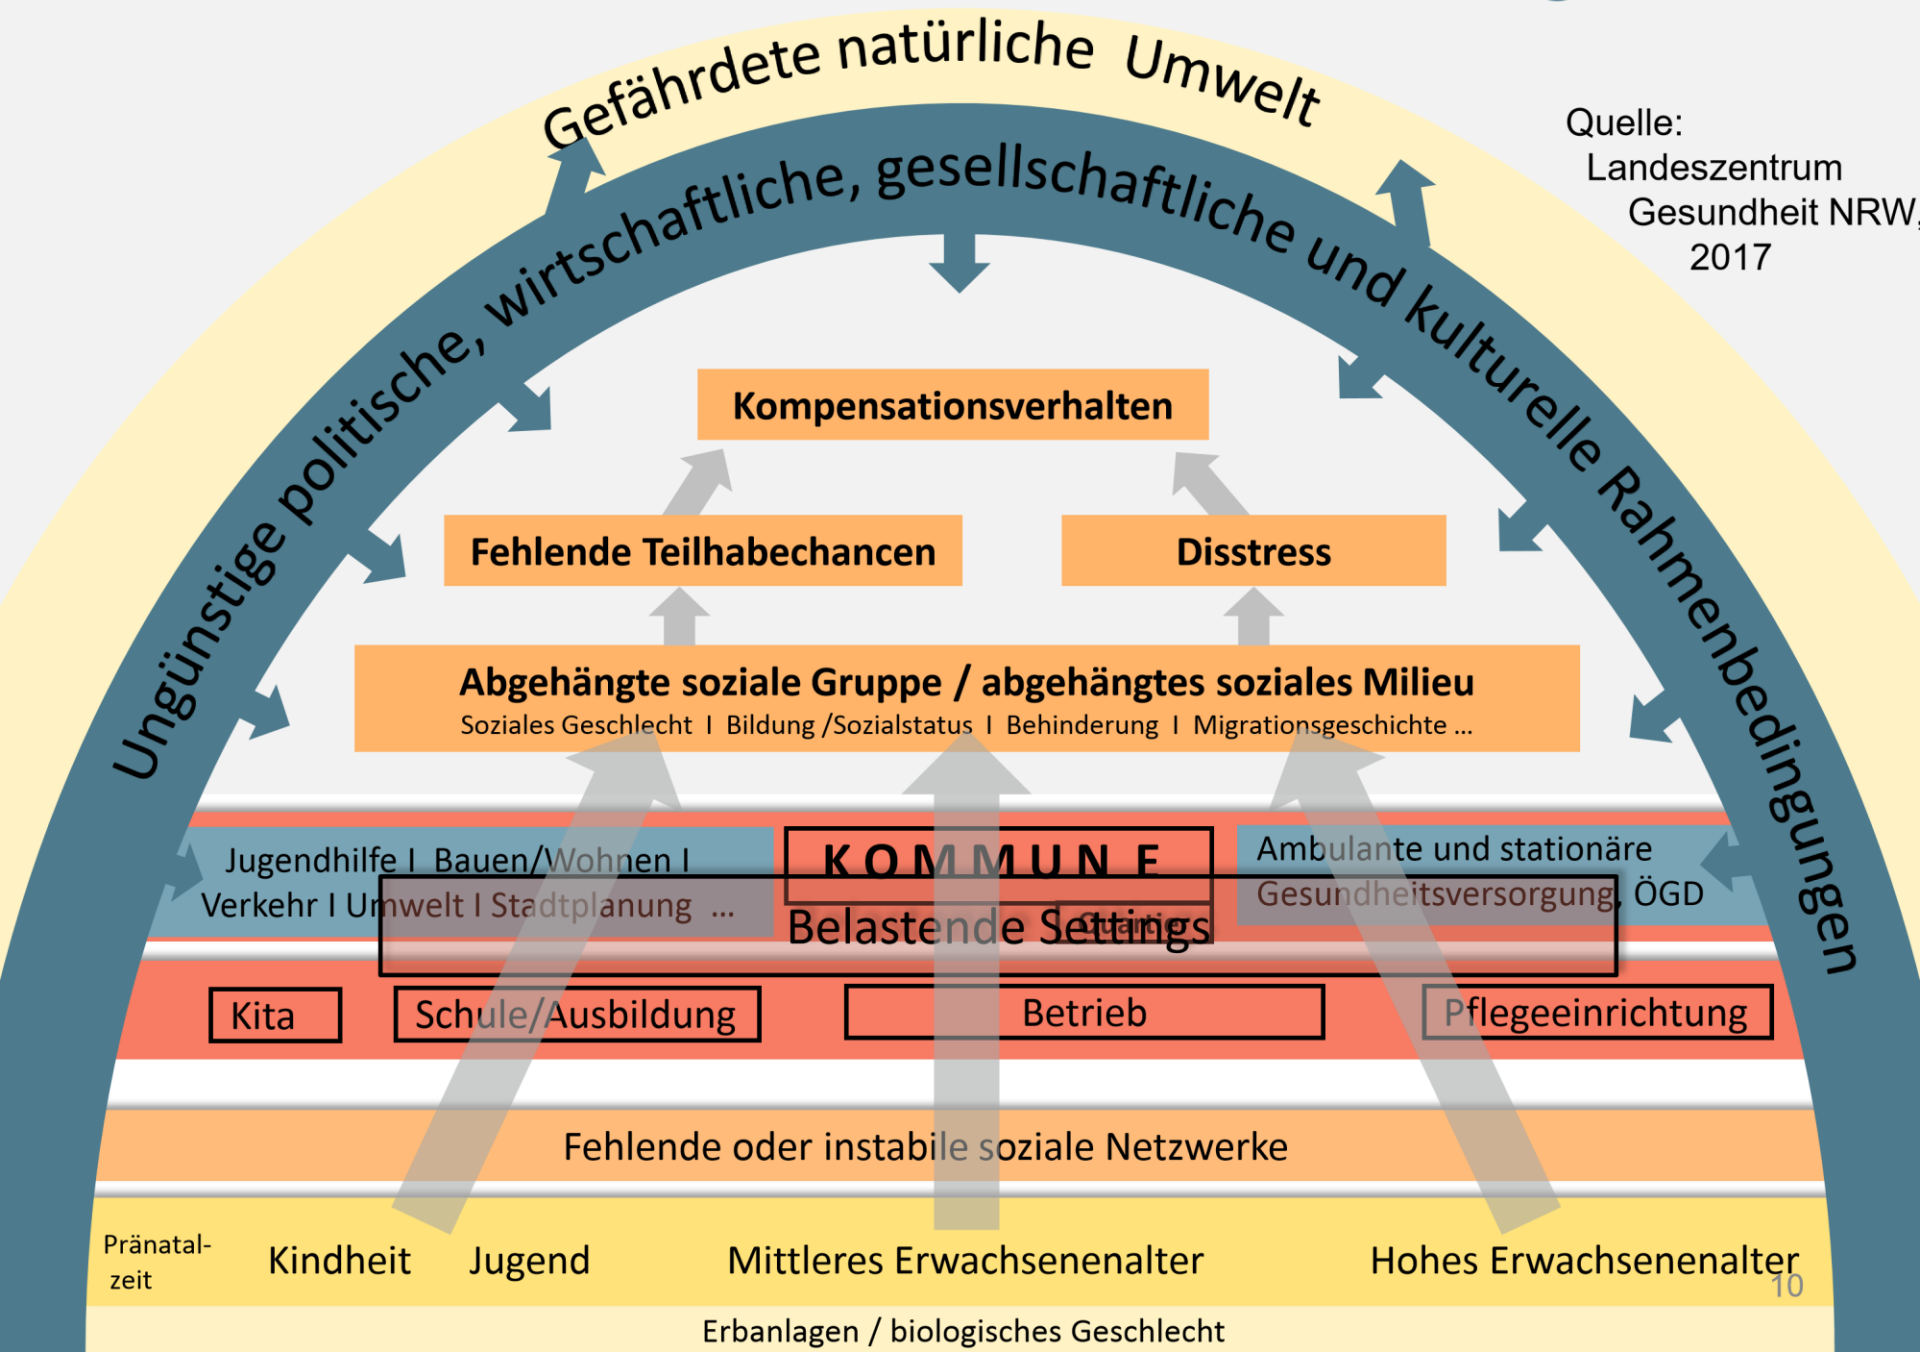 Gefährdete natürliche Umwelt
Quelle:
Landeszentrum
Gesundheit NRW,
2017
Ungünstige politische, wirtschaftliche, gesellschaftliche und kulturelle Rahmenbedingungen
Kompensationsverhalten
Fehlende Teilhabechancen
Disstress
Abgehängte soziale Gruppe / abgehängtes soziales Milieu
Soziales Geschlecht I Bildung /Sozialstatus I Behinderung I Migrationsgeschichte ...
Jugendhilfe I Bauen/Wohnen I
Verkehr I Umwelt I Stadtplanung ...
KOMMUNE
Quartier
Ambulante und stationäre
Gesundheitsversorgung, ÖGD
Belastende Settings
Kita
Schule/Ausbildung
Betrieb
Pflegeeinrichtung
Fehlende oder instabile soziale Netzwerke
Pränatal-
zeit
Kindheit
Jugend
Mittleres Erwachsenenalter
Hohes Erwachsenenalter
10
Erbanlagen / biologisches Geschlecht